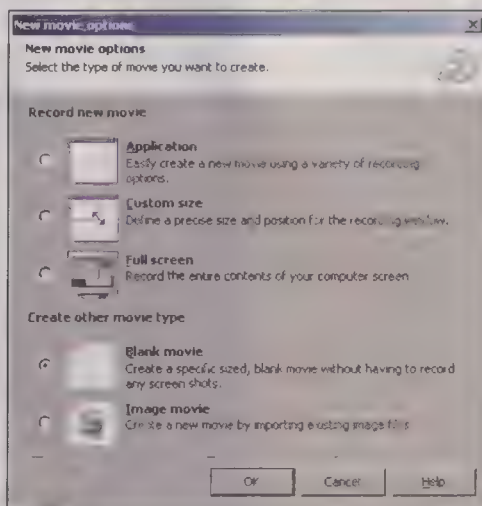 New movie options
New movie options
Select the type of movie you want to create.
Record new movie
Application
Easily create a new movie using a variety of recording
options.
Custom size
Define a precise size and position for the recording window.
Full screen
Record the entire contents of your computer screen
Create other movie type
Blank movie
Create a specific sized, blank movie without having to record
any screen shots.
Image movie
Create a new movie by importing existing image files
OK
Cancel
Help